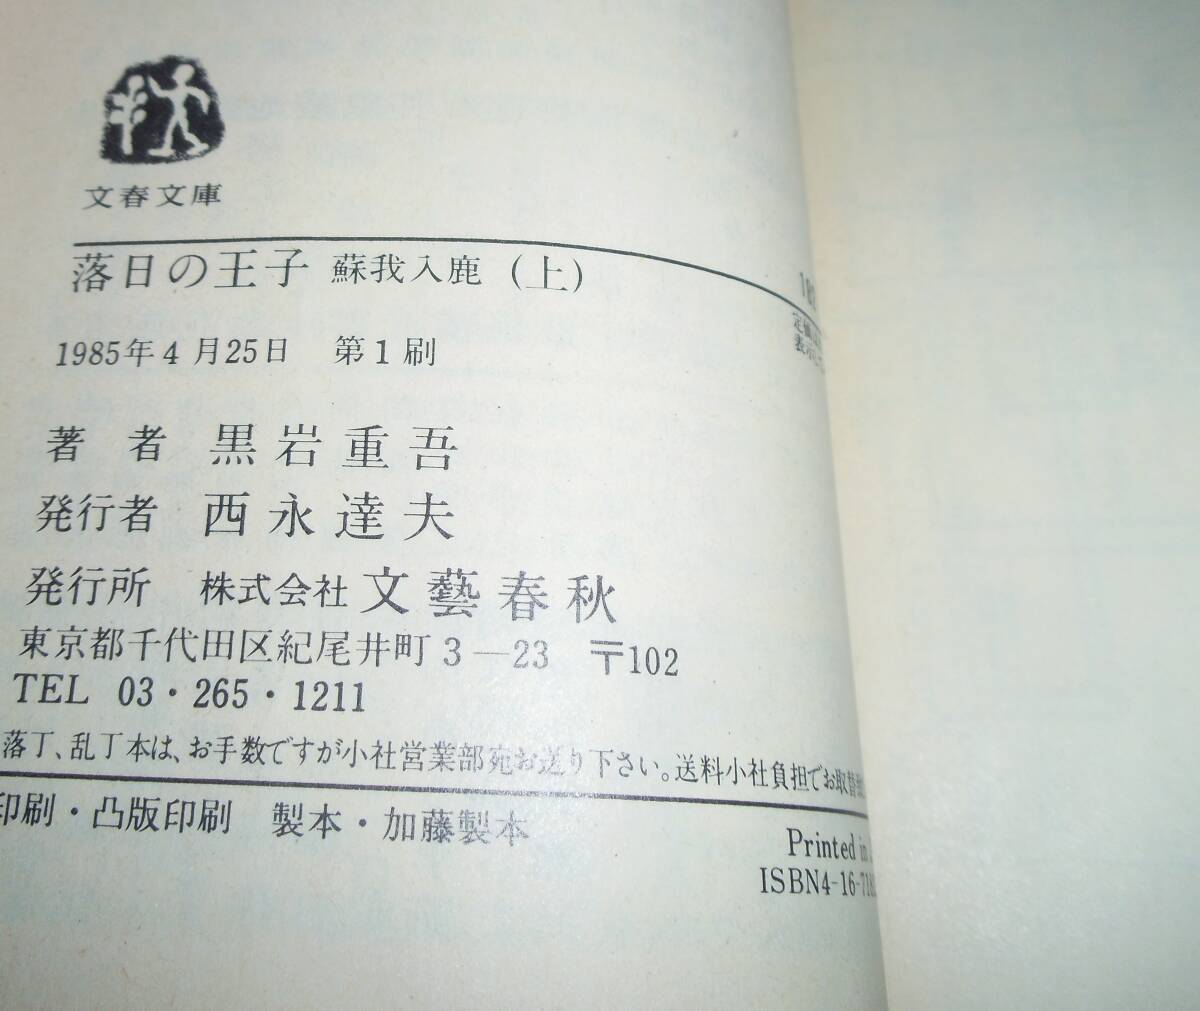 文春文庫
落日の王子 蘇我入鹿 (上)
定価
1985年4月25日 第1刷
著者 黒岩重吾
発行者 西永達夫
発行所 株式会社 文藝春秋
東京都千代田区紀尾井町3—23 〒102
TEL 03・265・1211
落丁、乱丁本は、お手数ですが小社営業部宛お送り下さい。送料小社負担でお取替
印刷・凸版印刷 製本・加藤製本
Printed in
ISBN4-16-718